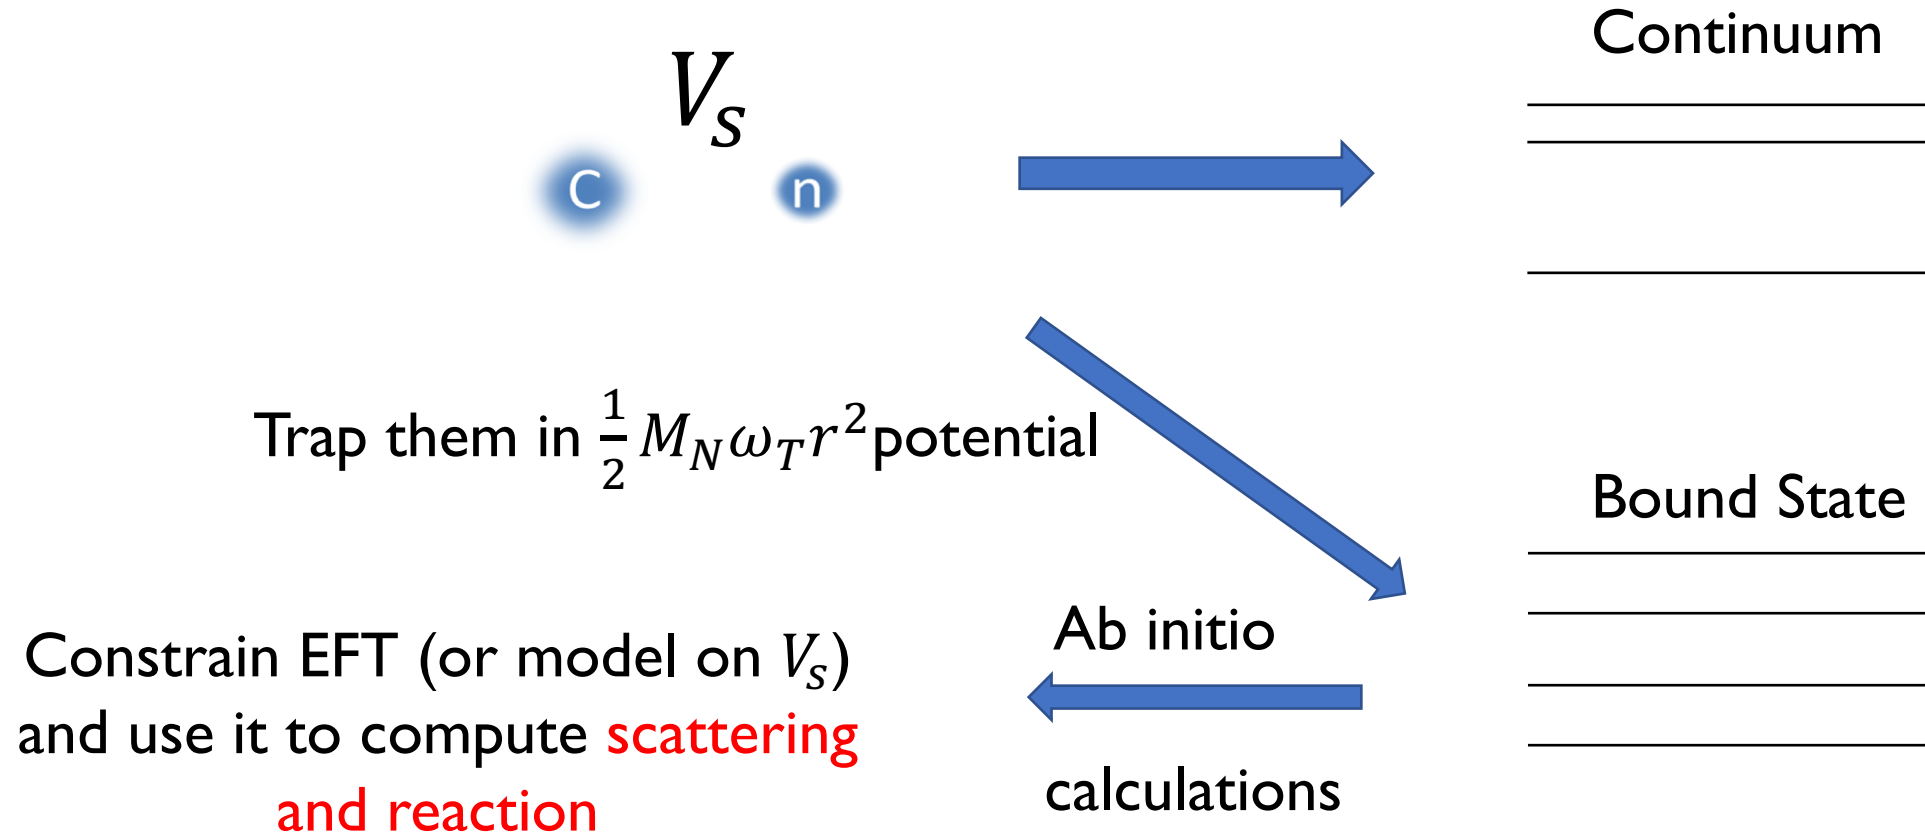 Continuum
V_s
C
n
Trap them in 1/2 M_N ω_T r^2 potential
Bound State
Ab initio
calculations
Constrain EFT (or model on V_s)
and use it to compute scattering
and reaction